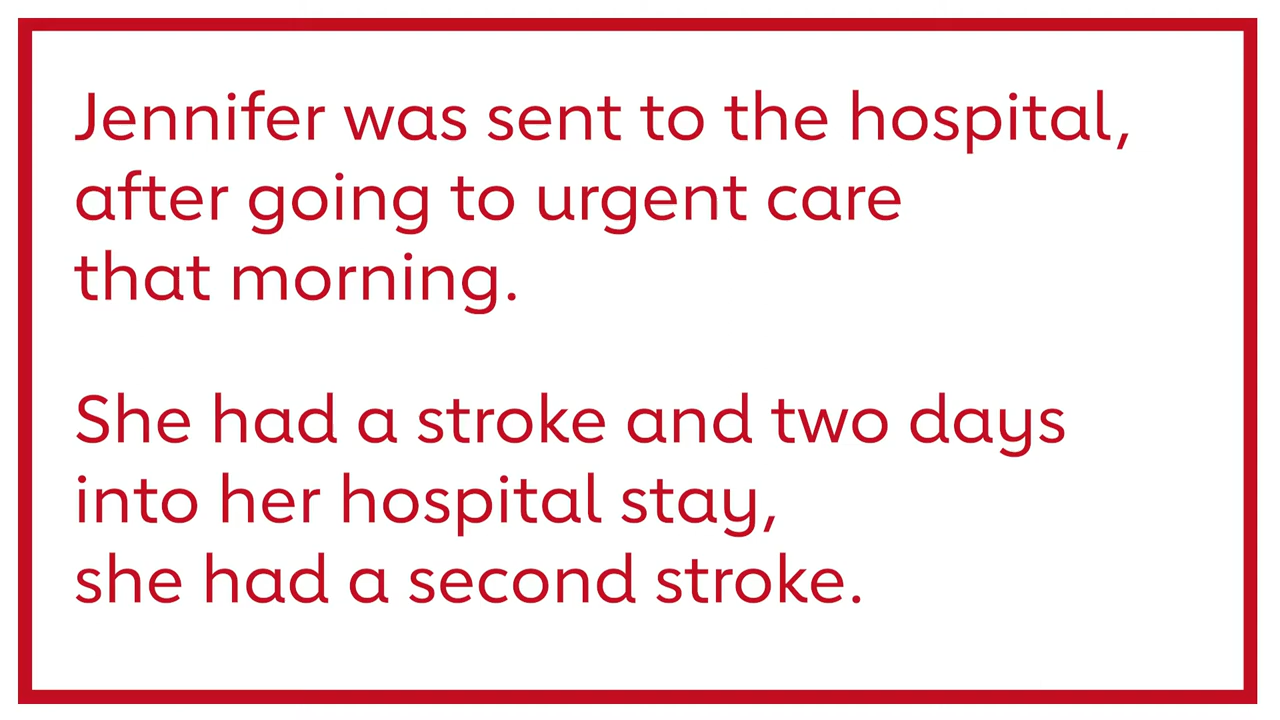 Jennifer was sent to the hospital,
after going to urgent care
that morning.
She had a stroke and two days
into her hospital stay,
she had a second stroke.